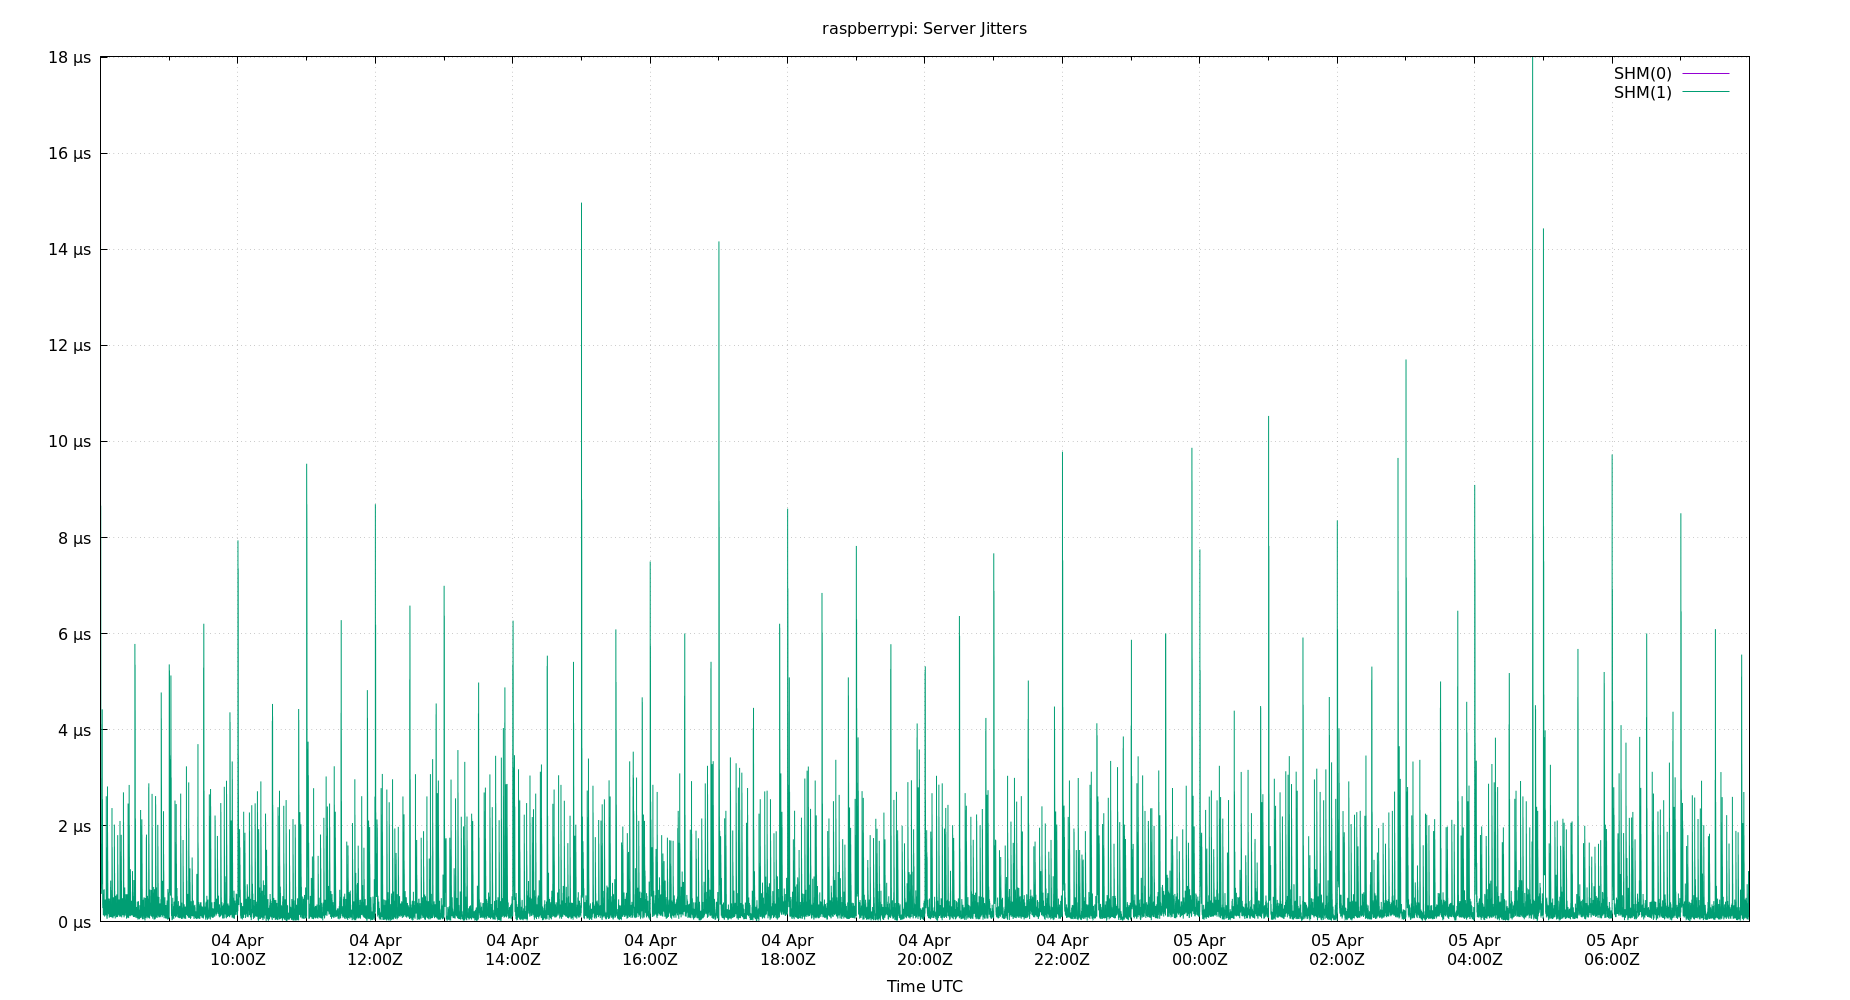 raspberrypi: Server Jitters
18 µs
16 µs
14 µs
12 µs
10 µs
8 µs
6 µs
4 µs
2 µs
0 µs
SHM(0)
SHM(1)
04 Apr 04 Apr 04 Apr 04 Apr 04 Apr 04 Apr 04 Apr 05 Apr 05 Apr 05 Apr 05 Apr
10:00Z 12:00Z 14:00Z 16:00Z 18:00Z 20:00Z 22:00Z 00:00Z 02:00Z 04:00Z 06:00Z
Time UTC